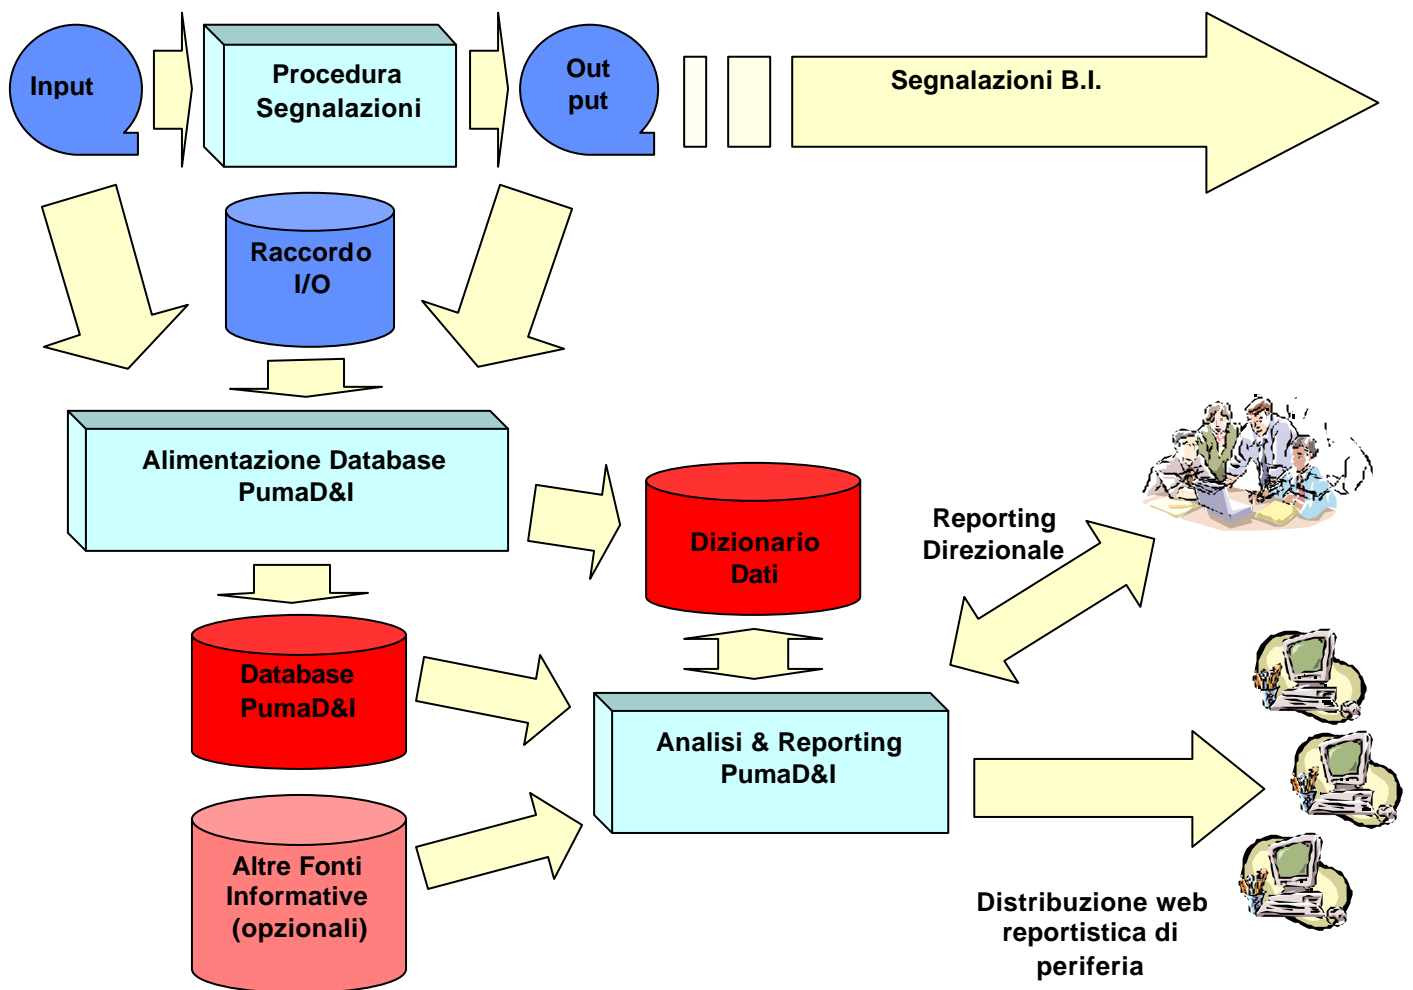 Input
Procedura
Segnalazioni
Out
put
Segnalazioni B.I.
Raccordo
I/O
Alimentazione Database
PumaD&I
Dizionario
Dati
Reporting
Direzionale
Database
PumaD&I
Analisi & Reporting
PumaD&I
Altre Fonti
Informative
(opzionali)
Distribuzione web
reportistica di
periferia